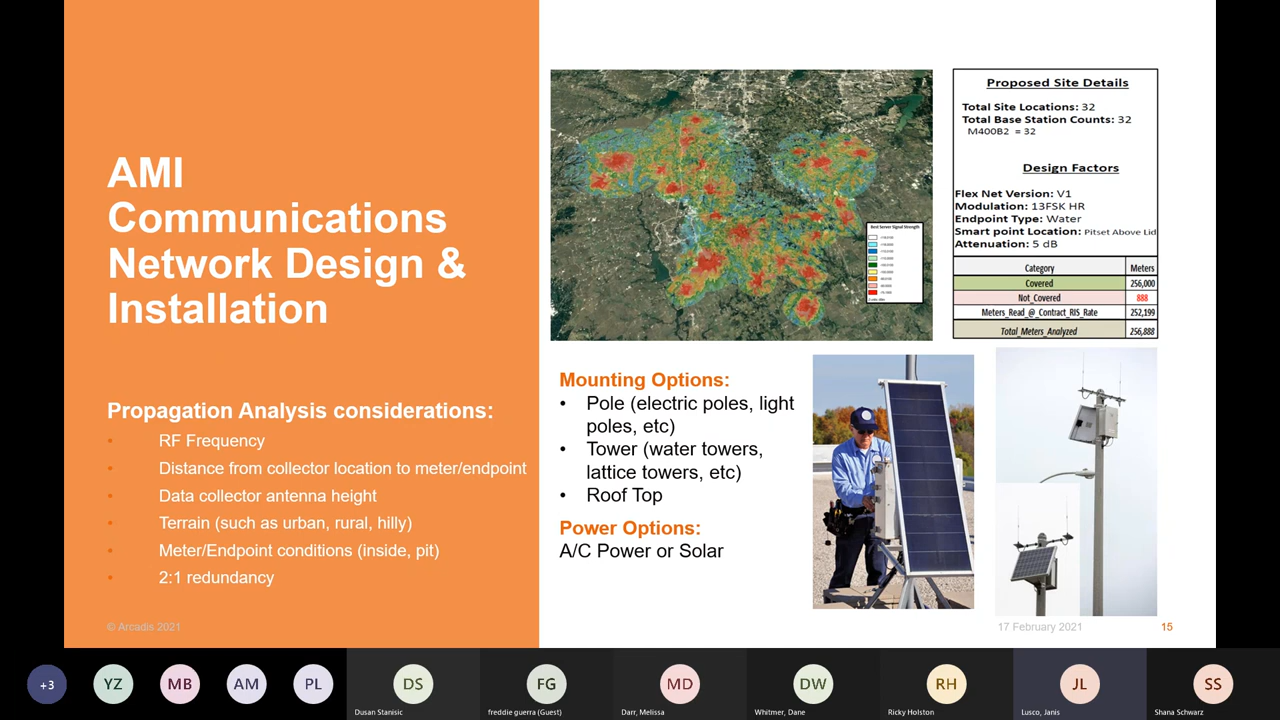 AMI
Communications
Network Design &
Installation
Propagation Analysis considerations:
• RF Frequency
• Distance from collector location to meter/endpoint
• Data collector antenna height
• Terrain (such as urban, rural, hilly)
• Meter/Endpoint conditions (inside, pit)
• 2:1 redundancy
© Arcadis 2021
Best Server Signal Strength
Proposed Site Details
Total Site Locations: 32
Total Base Station Counts: 32
M400B2 = 32
Design Factors
Flex Net Version: V1
Modulation: 13FSK HR
Endpoint Type: Water
Smart point Location: Pitset Above Lid
Attenuation: 5 dB
Category Meters
Covered 256,000
Not_Covered 888
Meters_Read_@_Contract_RIS_Rate 252,199
Total_Meters_Analyzed 256,888
Mounting Options:
• Pole (electric poles, light
poles, etc)
• Tower (water towers,
lattice towers, etc)
• Roof Top
Power Options:
A/C Power or Solar
17 February 2021
15
+3
YZ
MB
AM
PL
DS
Dusan Stanisic
FG
freddie guerra (Guest)
MD
Darr, Melissa
DW
Whitmer, Dane
RH
Ricky Holston
JL
Lusco, Janis
SS
Shana Schwarz